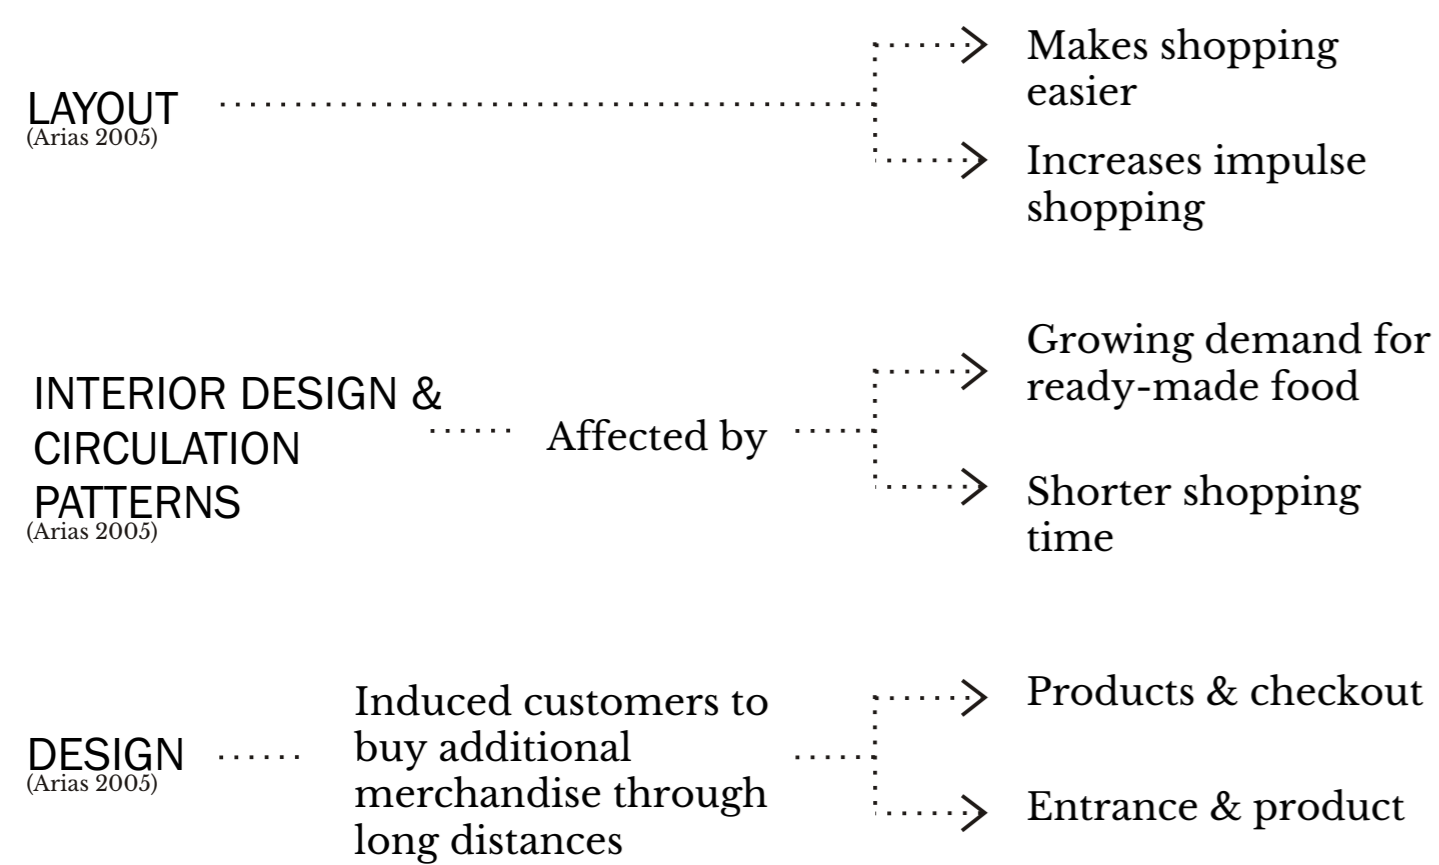 LAYOUT
(Arias 2005)
Makes shopping
easier
Increases impulse
shopping
INTERIOR DESIGN &
CIRCULATION
PATTERNS
(Arias 2005)
Affected by
Growing demand for
ready-made food
Shorter shopping
time
DESIGN
(Arias 2005)
Induced customers to
buy additional
merchandise through
long distances
Products & checkout
Entrance & product